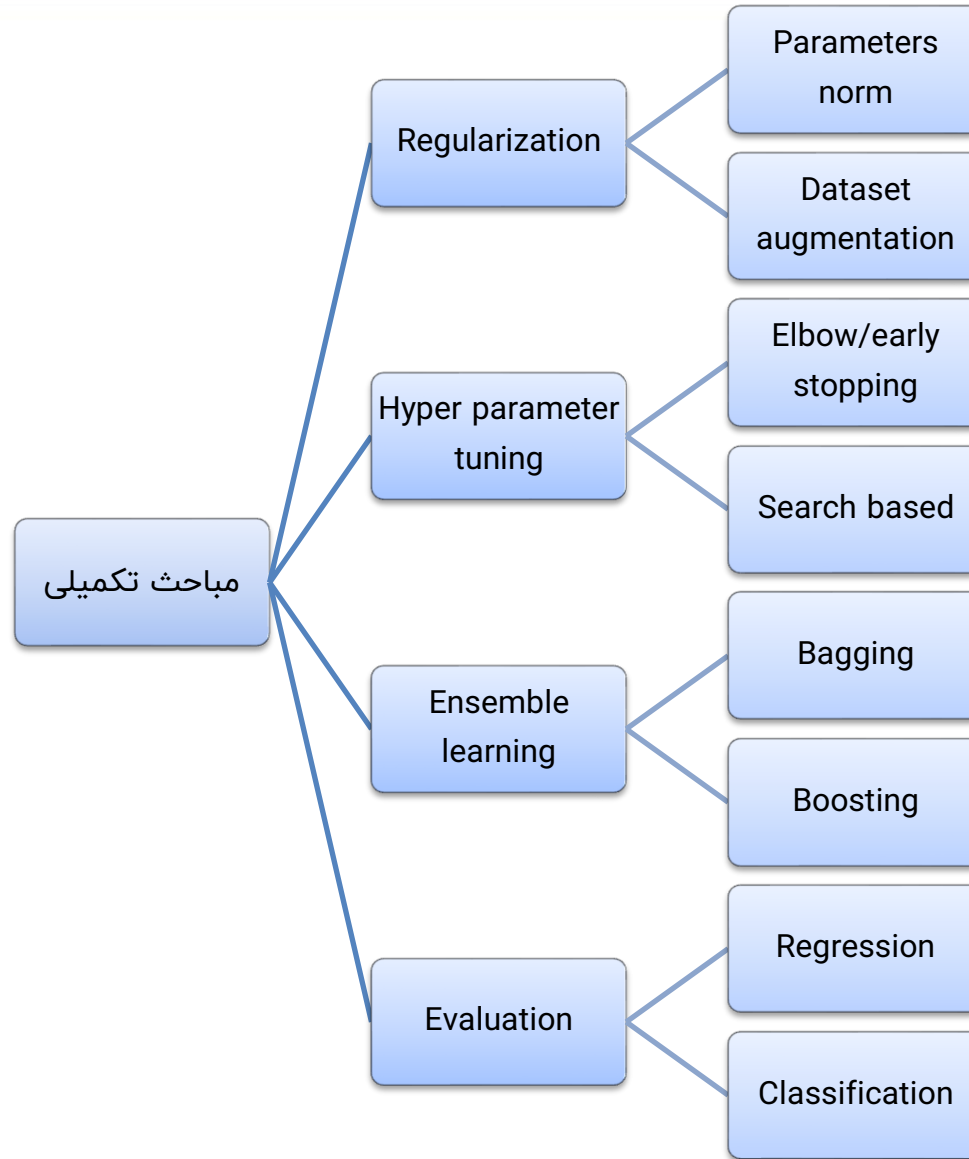 مباحث تکمیلی
Regularization
Parameters
norm
Dataset
augmentation
Hyper parameter
tuning
Elbow/early
stopping
Search based
Ensemble
learning
Bagging
Boosting
Evaluation
Regression
Classification